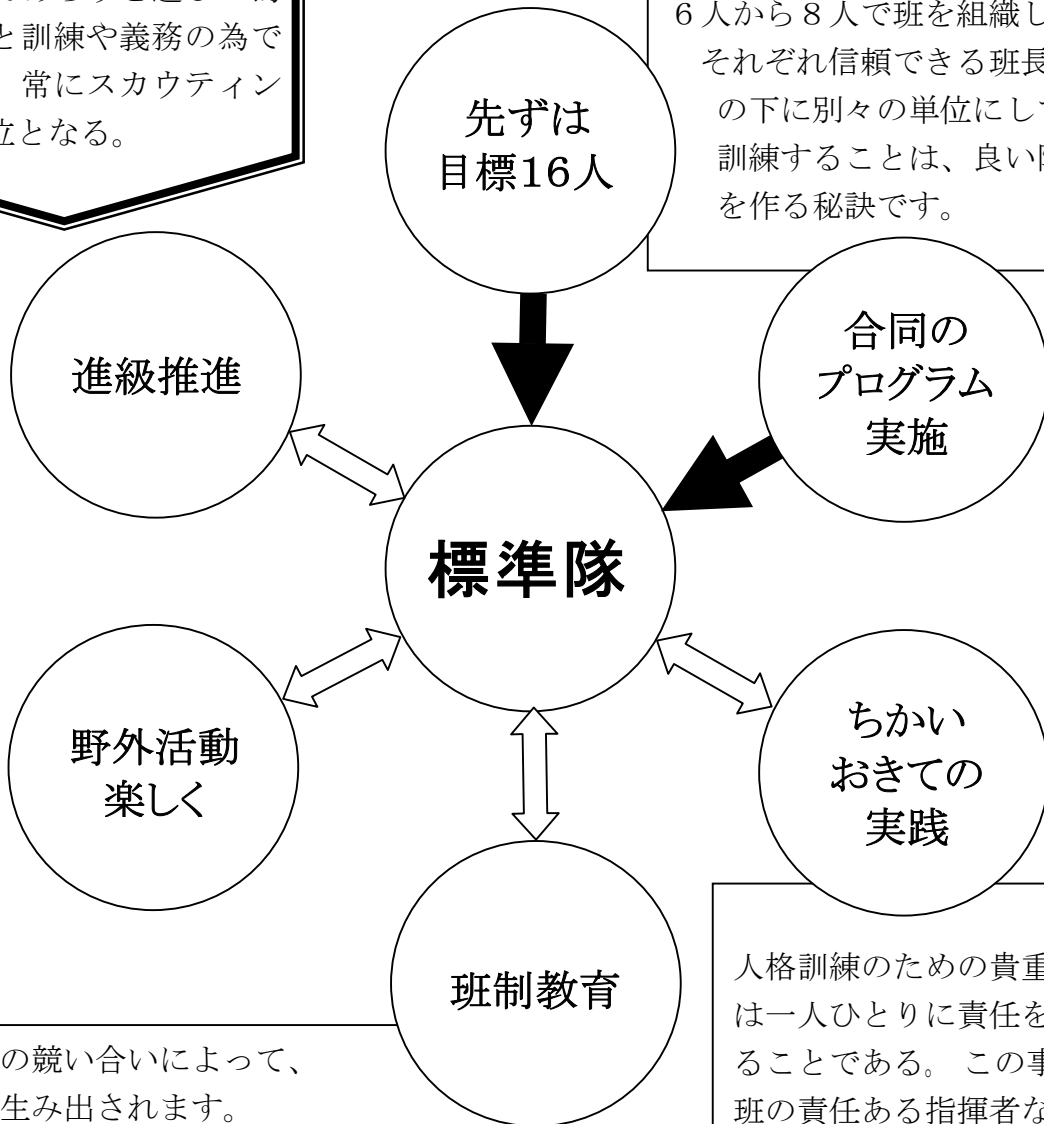 と訓練や義務の為で
常にスカウティン
立となる。
6人から8人で班を組織し
それぞれ信頼できる班長
の下に別々の単位にして
訓練することは、良い隊
を作る秘訣です。
先ずは
目標16人
合同の
プログラム
実施
進級推進
標準隊
野外活動
楽しく
ちかい
おきての
実践
班制教育
の競い合いによって、
生み出されます。
人格訓練のための貴重
は一人ひとりに責任を
ることである。この事
班の責任ある指揮者な